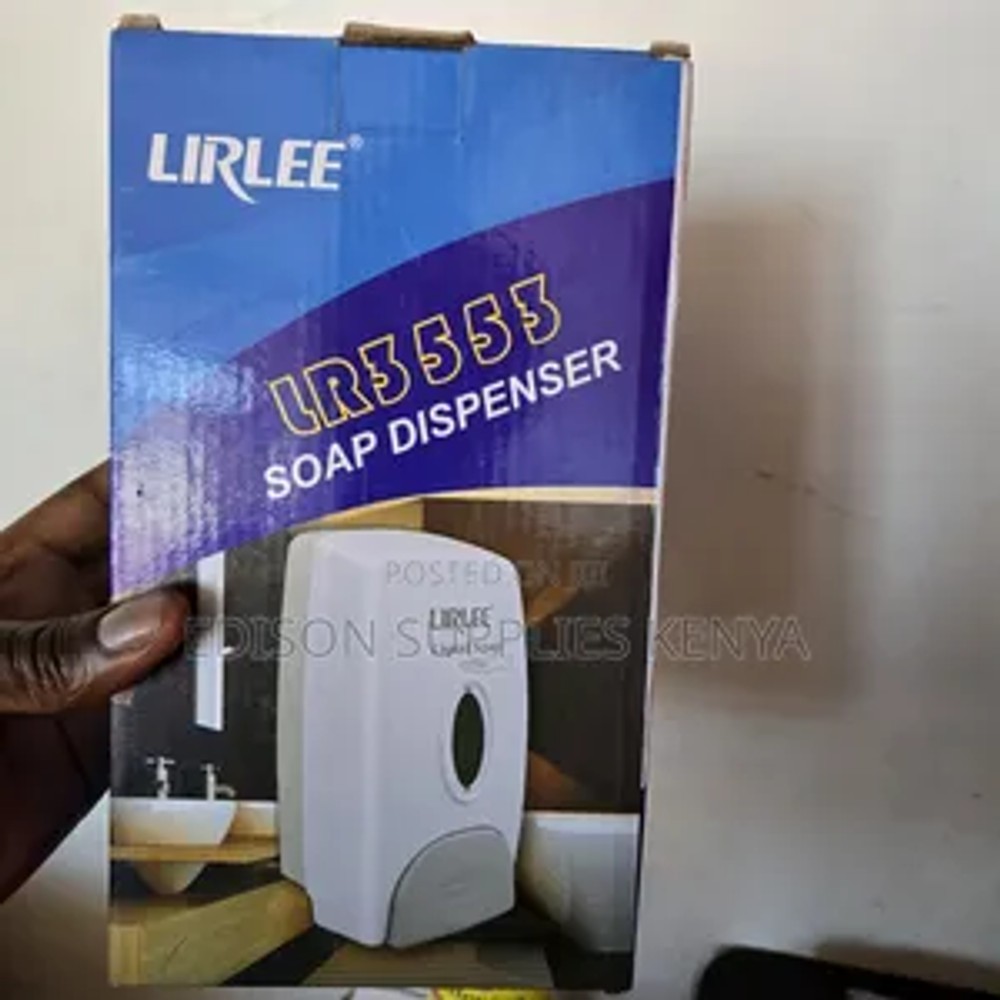 LIRLEE®
LR3553
SOAP DISPENSER
POSTED ON
EDISON SUPPLIES KENYA
LIRLEE